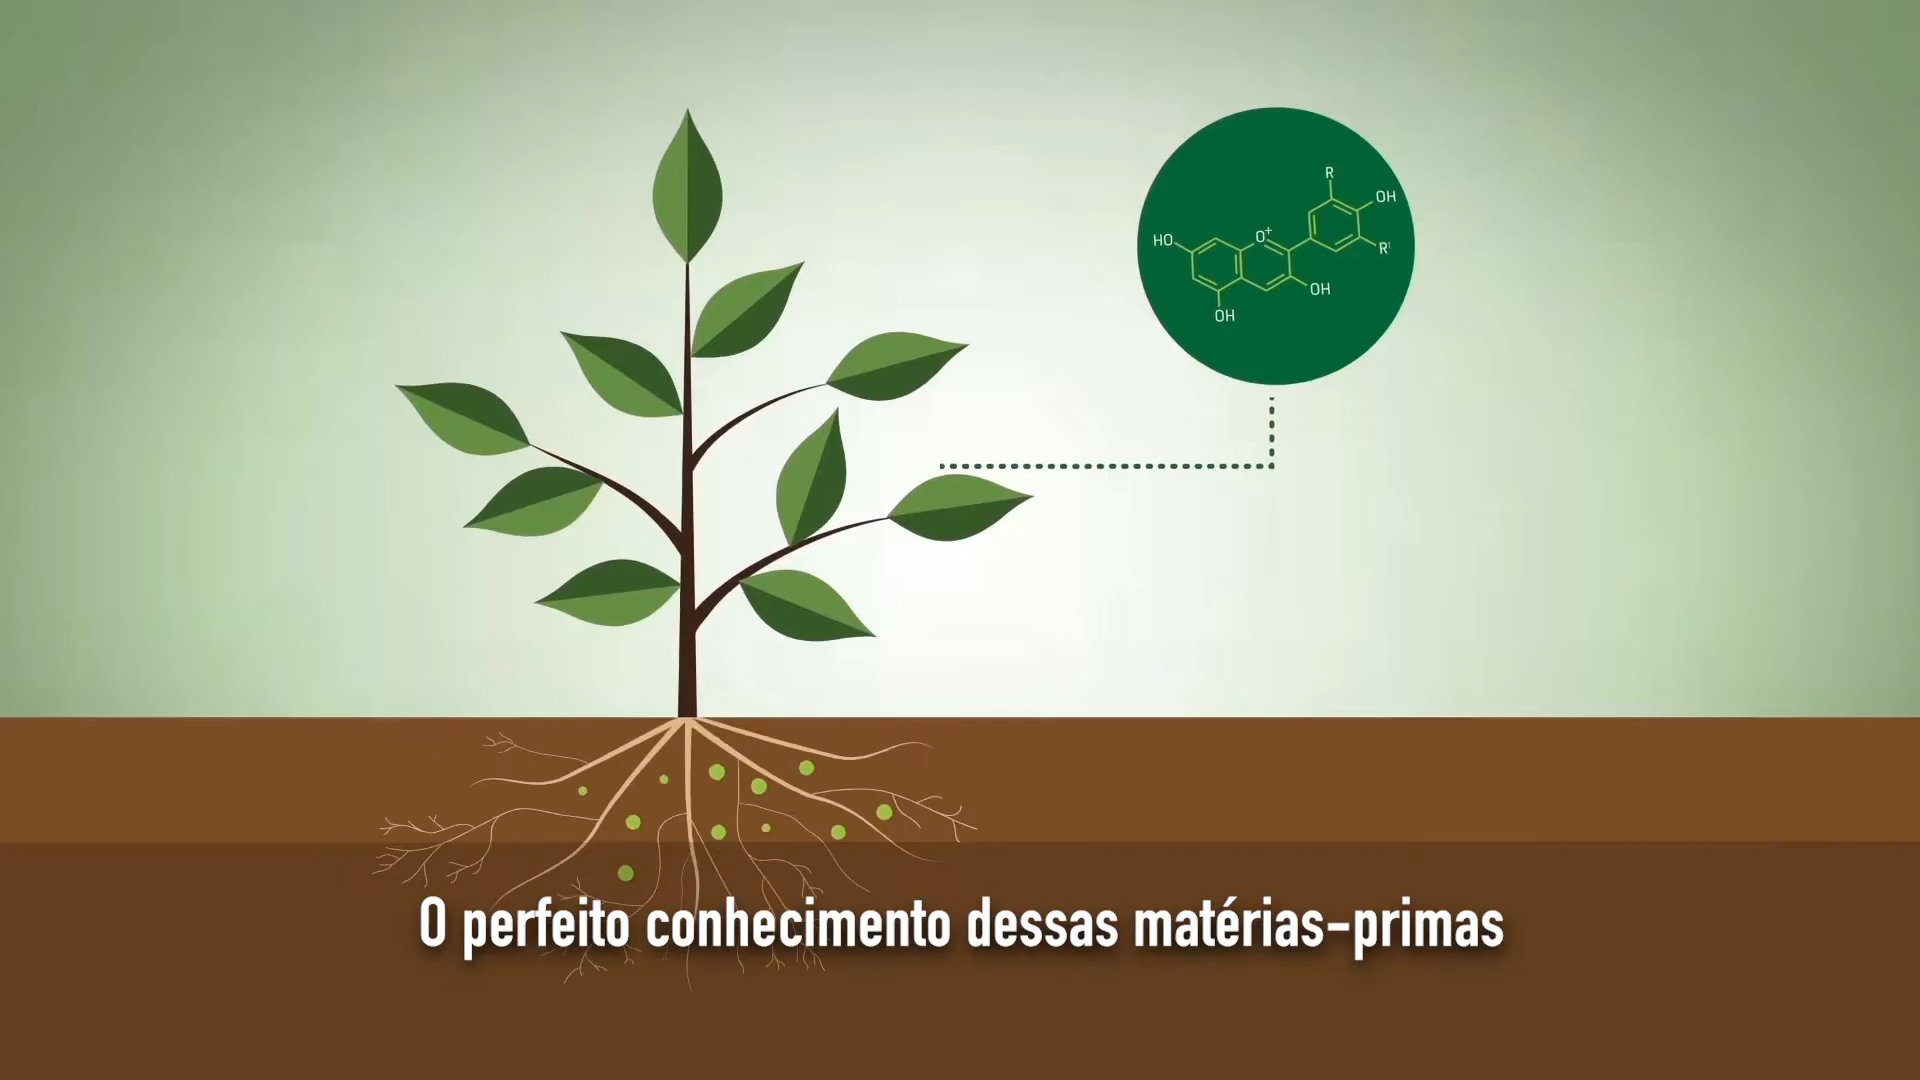 R
OH
HO
O⁺
R¹
OH
OH
O perfeito conhecimento dessas matérias-primas